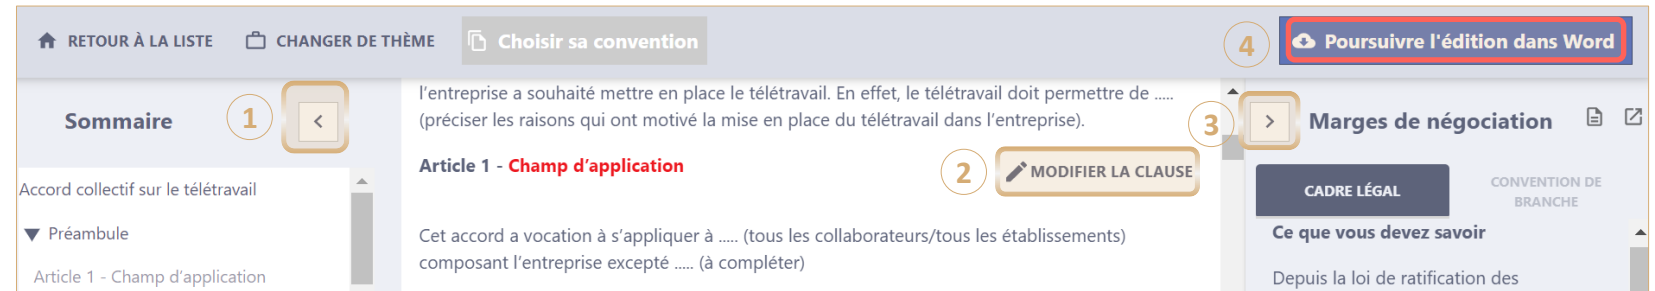 RETOUR À LA LISTE
CHANGER DE THÈME
Choisir sa convention
4
Poursuivre l'édition dans Word
Sommaire
1
Accord collectif sur le télétravail
Préambule
Article 1 - Champ d'application
l'entreprise a souhaité mettre en place le télétravail. En effet, le télétravail doit permettre de .....
(préciser les raisons qui ont motivé la mise en place du télétravail dans l'entreprise).
Article 1 - Champ d'application
2
MODIFIER LA CLAUSE
Cet accord a vocation à s'appliquer à ..... (tous les collaborateurs/tous les établissements)
composant l'entreprise excepté ..... (à compléter)
3
Marges de négociation
CADRE LÉGAL
CONVENTION DE
BRANCHE
Ce que vous devez savoir
Depuis la loi de ratification des